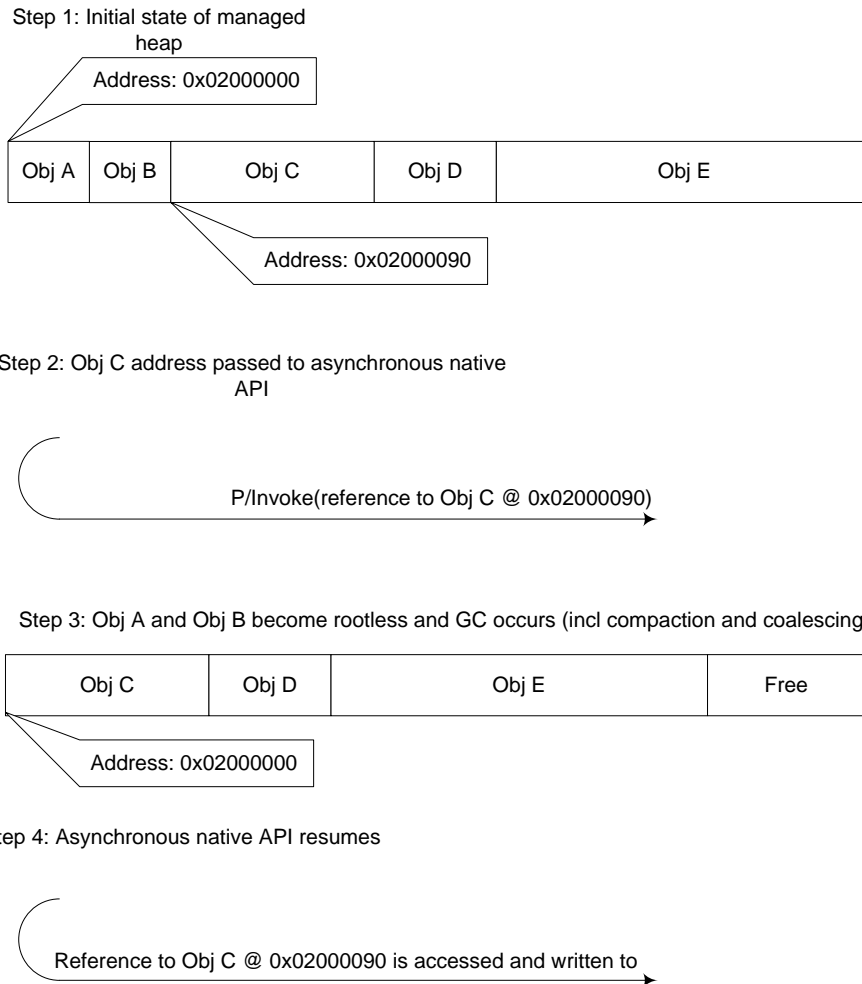 Step 1: Initial state of managed
heap
Address: 0x02000000
Obj A
Obj B
Obj C
Obj D
Obj E
Address: 0x02000090
Step 2: Obj C address passed to asynchronous native
API
P/Invoke(reference to Obj C @ 0x02000090)
Step 3: Obj A and Obj B become rootless and GC occurs (incl compaction and coalescing
Obj C
Obj D
Obj E
Free
Address: 0x02000000
tep 4: Asynchronous native API resumes
Reference to Obj C @ 0x02000090 is accessed and written to